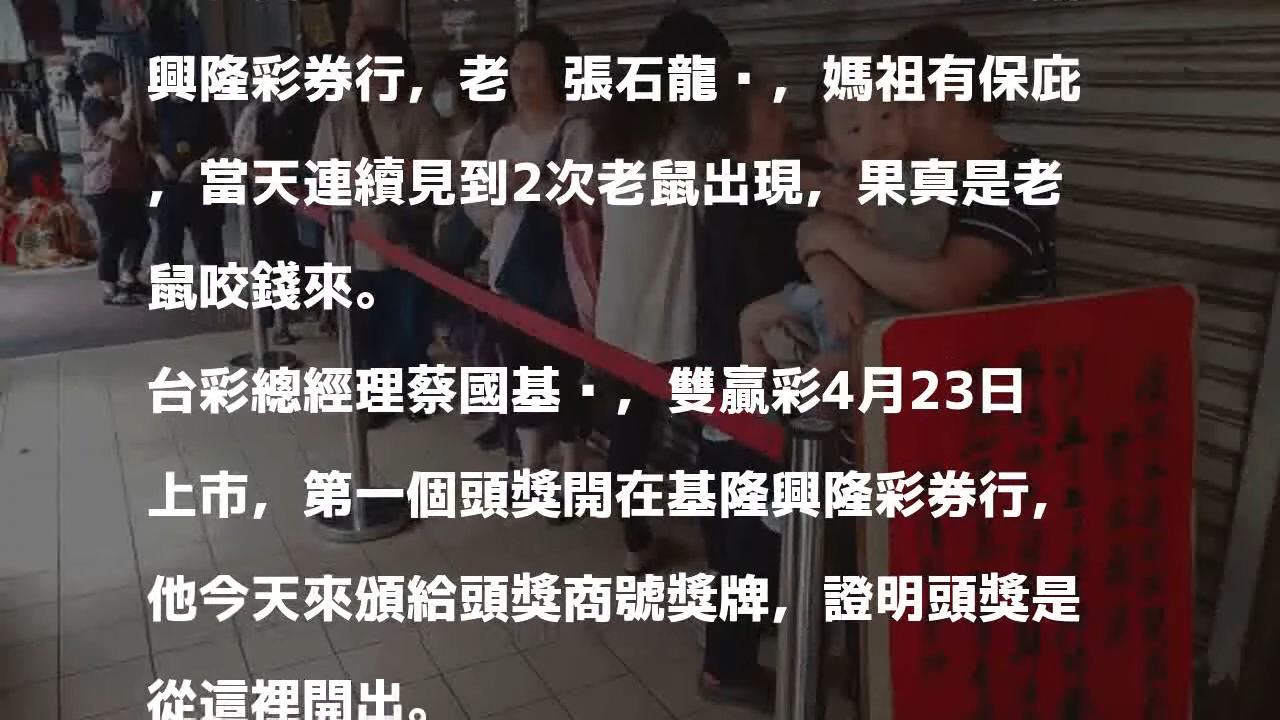 興隆彩券行，老　張石龍·，媽祖有保庇
，當天連續見到2次老鼠出現，果真是老
鼠咬錢來。
台彩總經理蔡國基·，雙贏彩4月23日
上市，第一個頭獎開在基隆興隆彩券行，
他今天來頒給頭獎商號獎牌，證明頭獎是
從這裡開出。